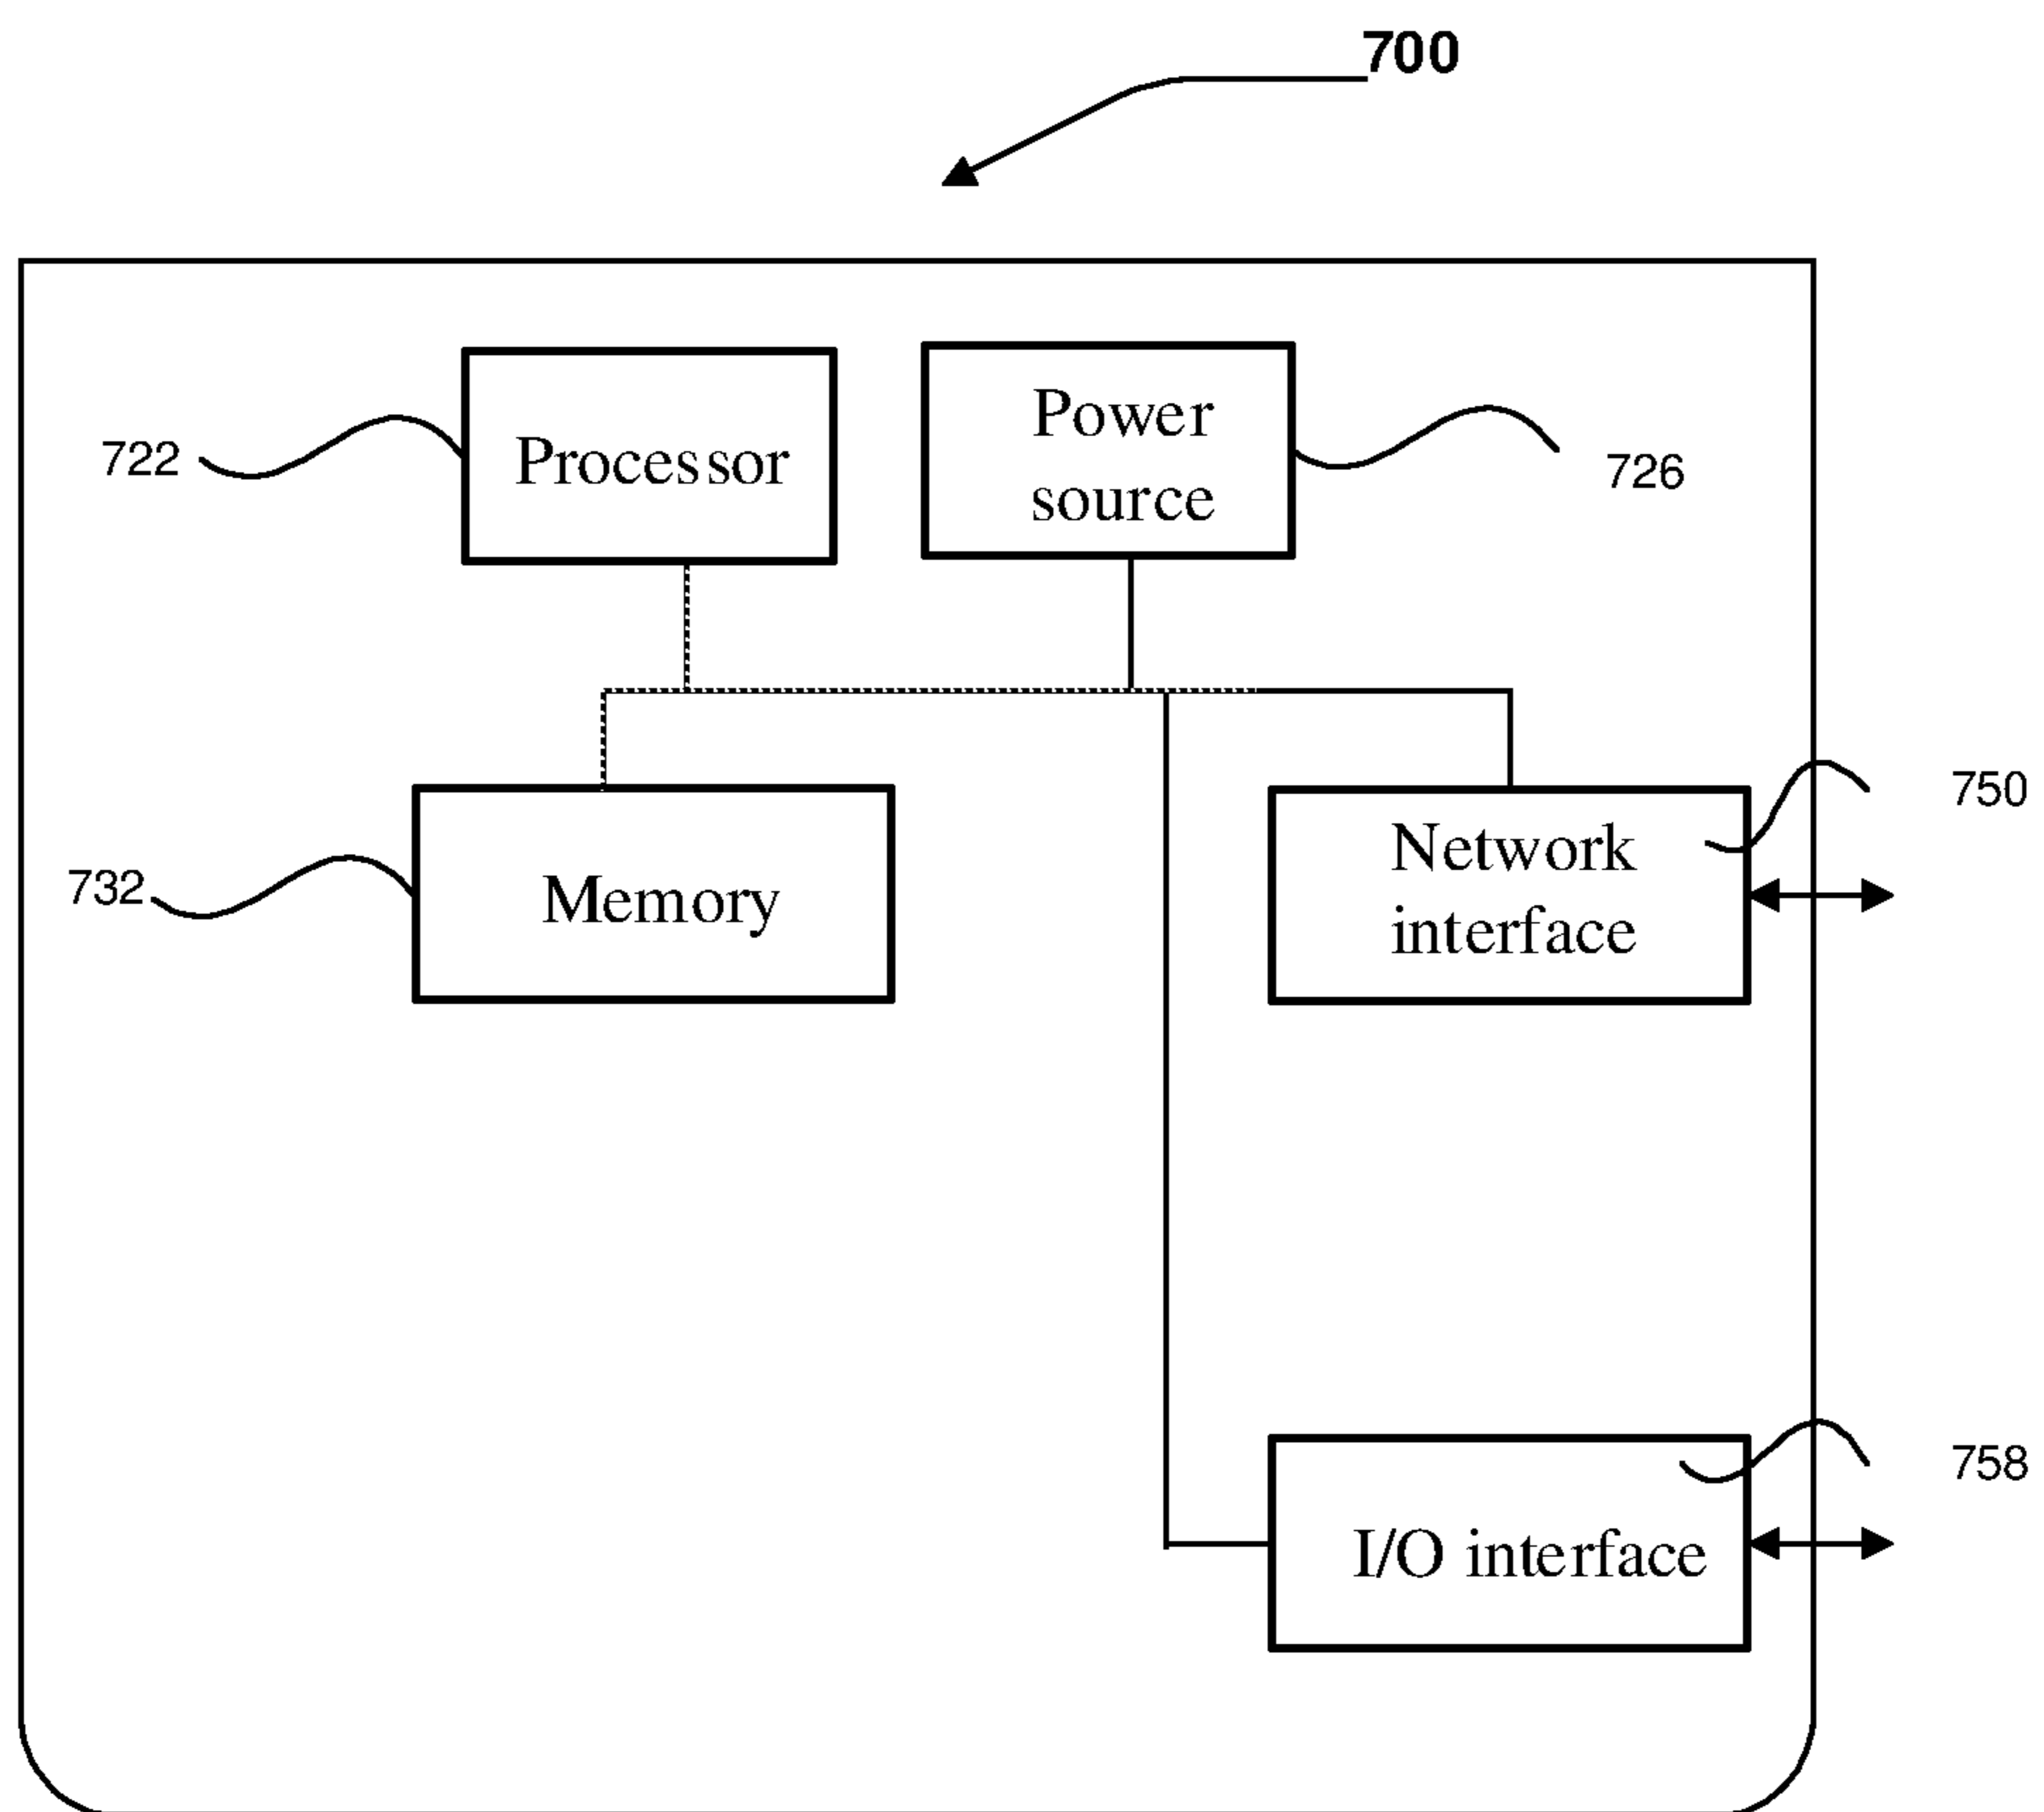 700
722
Processor
Power
source
726
732
Memory
Network
interface
750
758
I/O interface